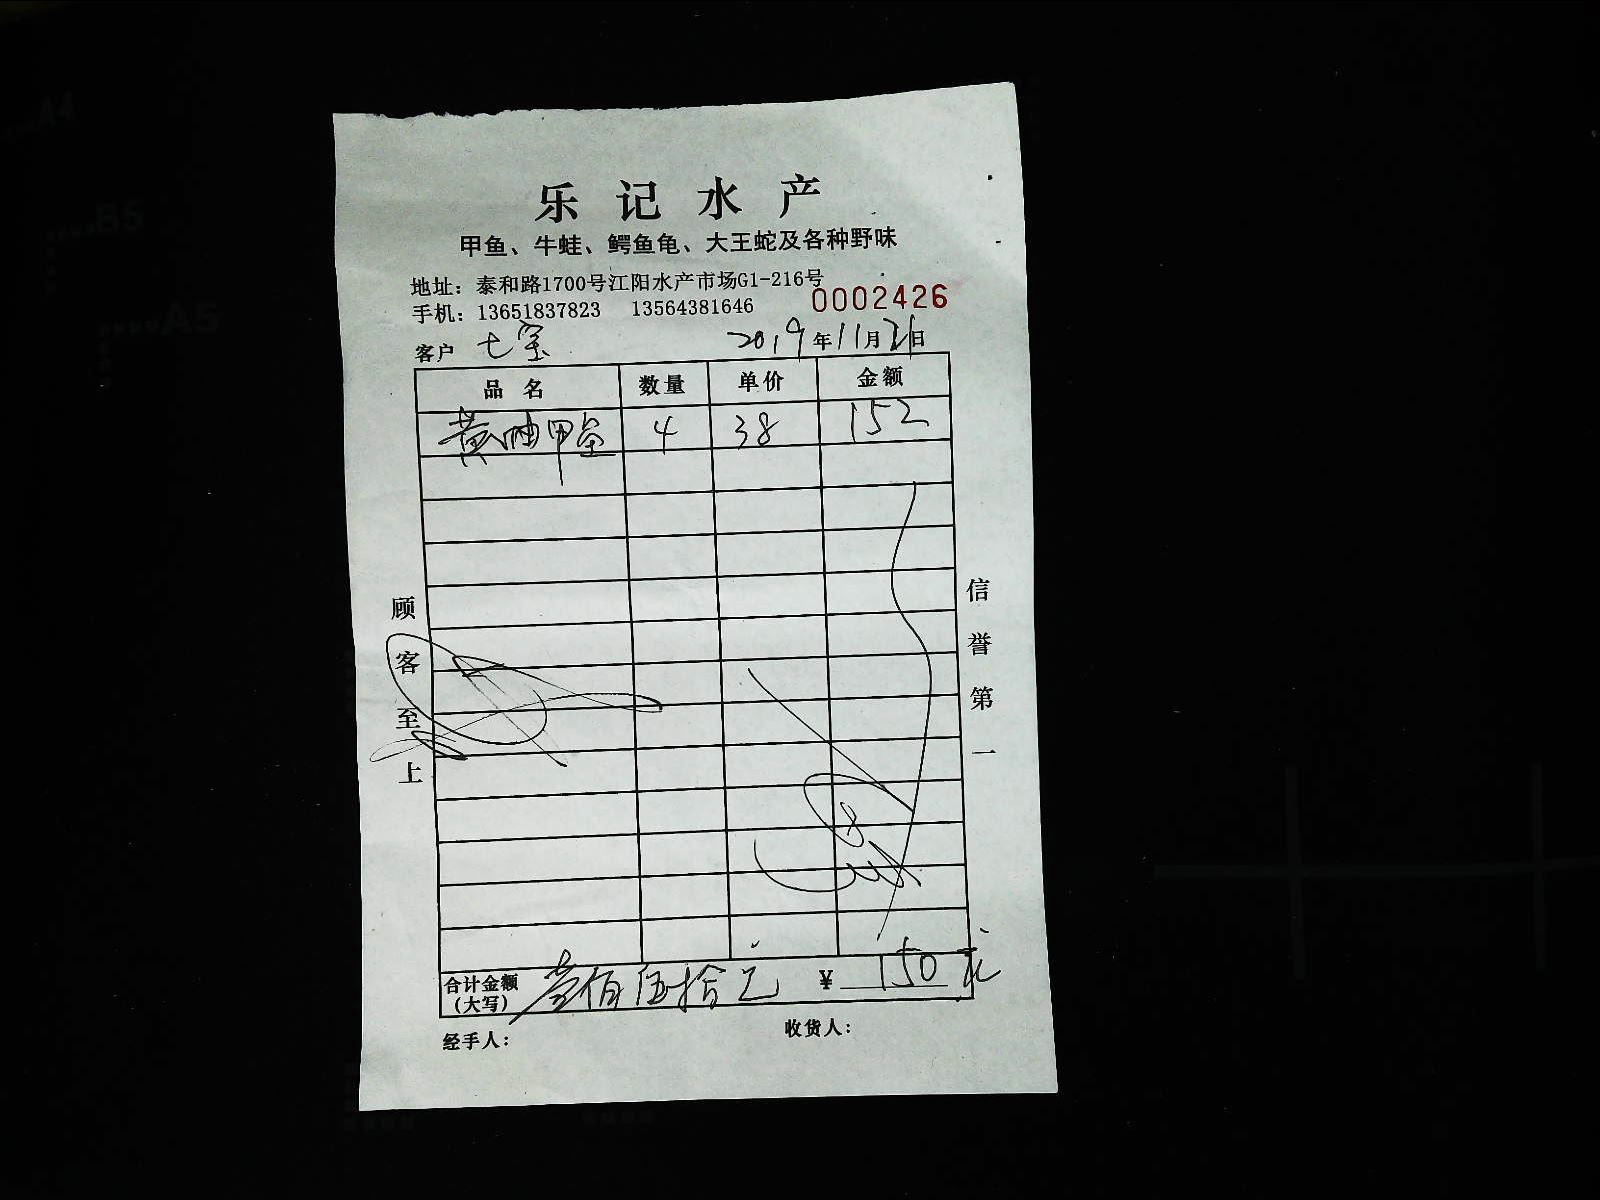 乐记水产
甲鱼、牛蛙、鳄鱼龟、大王蛇及各种野味
地址：泰和路1700号江阳水产市场G1-216号
手机：13651837823 13564381646 0002426
客户 七宝 2019年11月21日
品名 数量 单价 金额
黄油甲鱼 4 38 152
顾客至上
信誉第一
合计金额（大写） 壹佰伍拾元 ¥ 150元
经手人： 收货人：